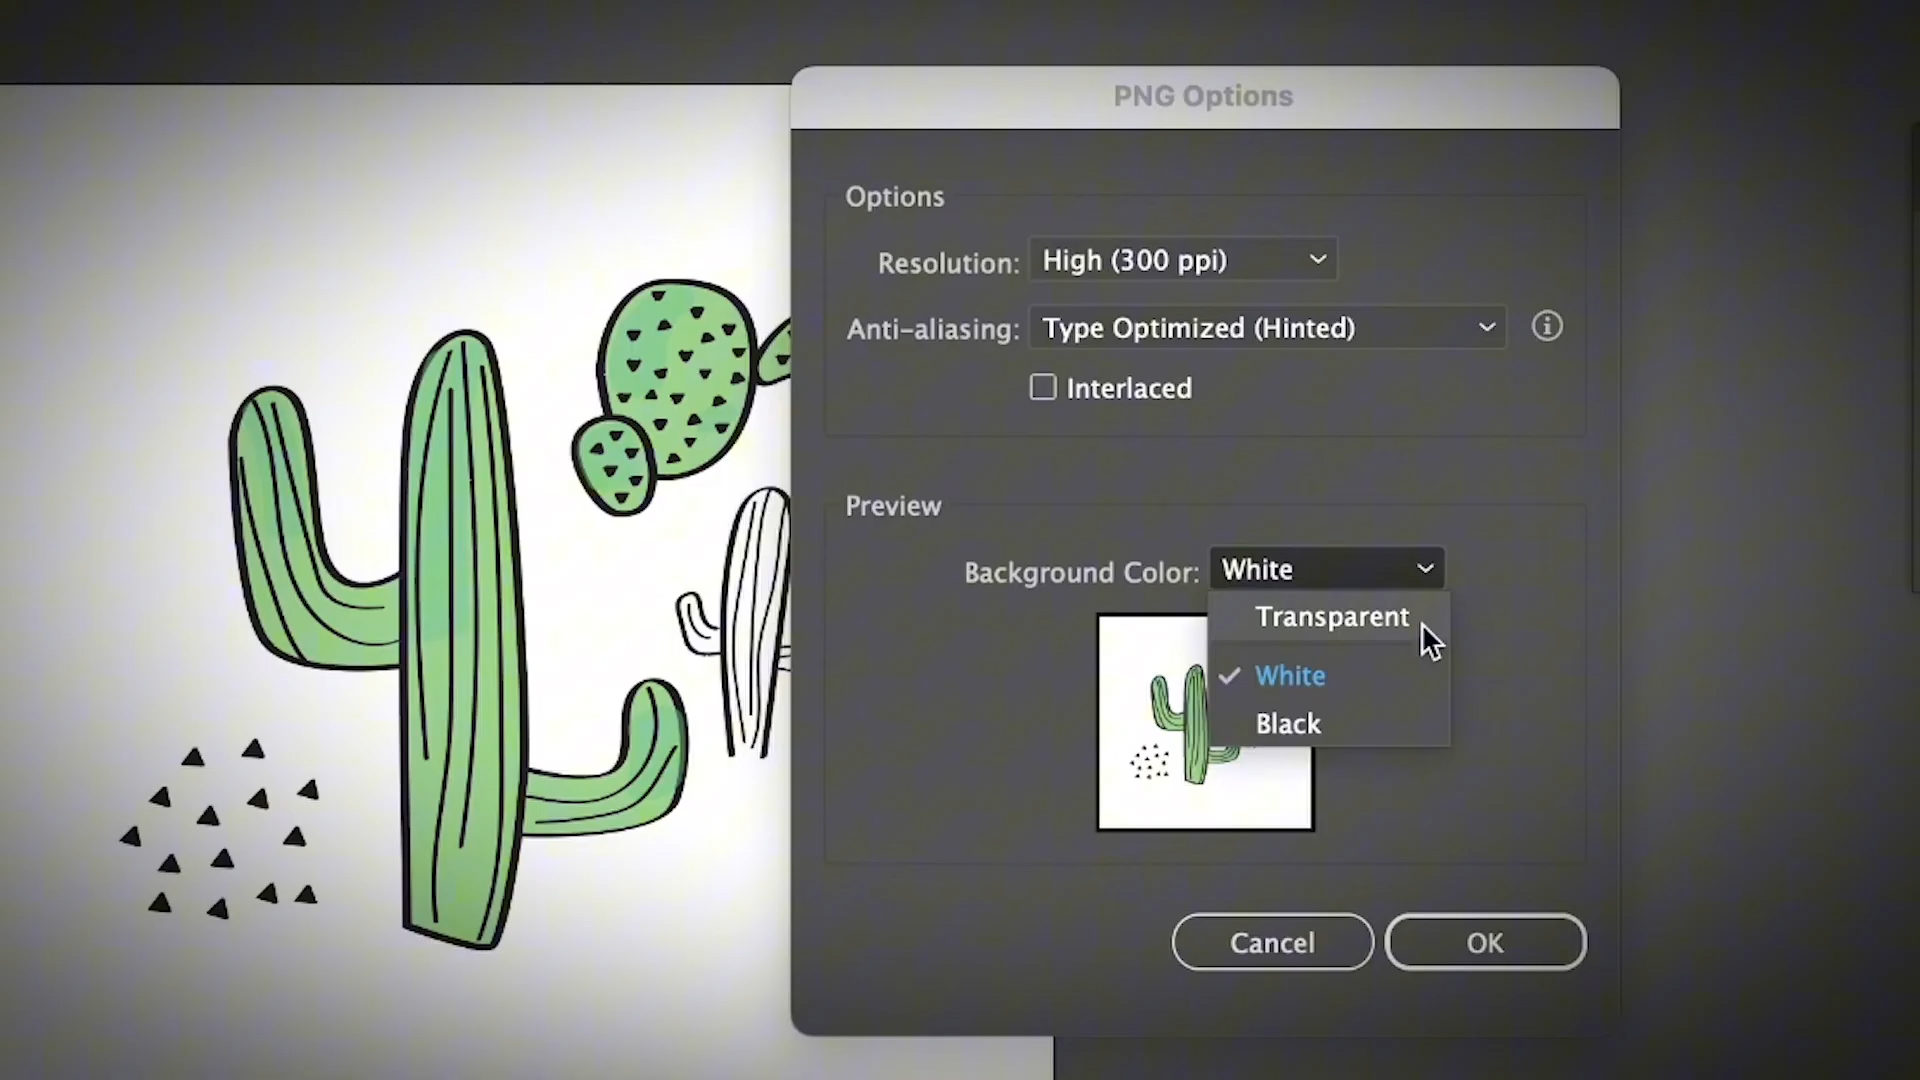 PNG Options
Options
Resolution: High (300 ppi)
Anti-aliasing: Type Optimized (Hinted)
Interlaced
Preview
Background Color: White
Transparent
White
Black
Cancel OK